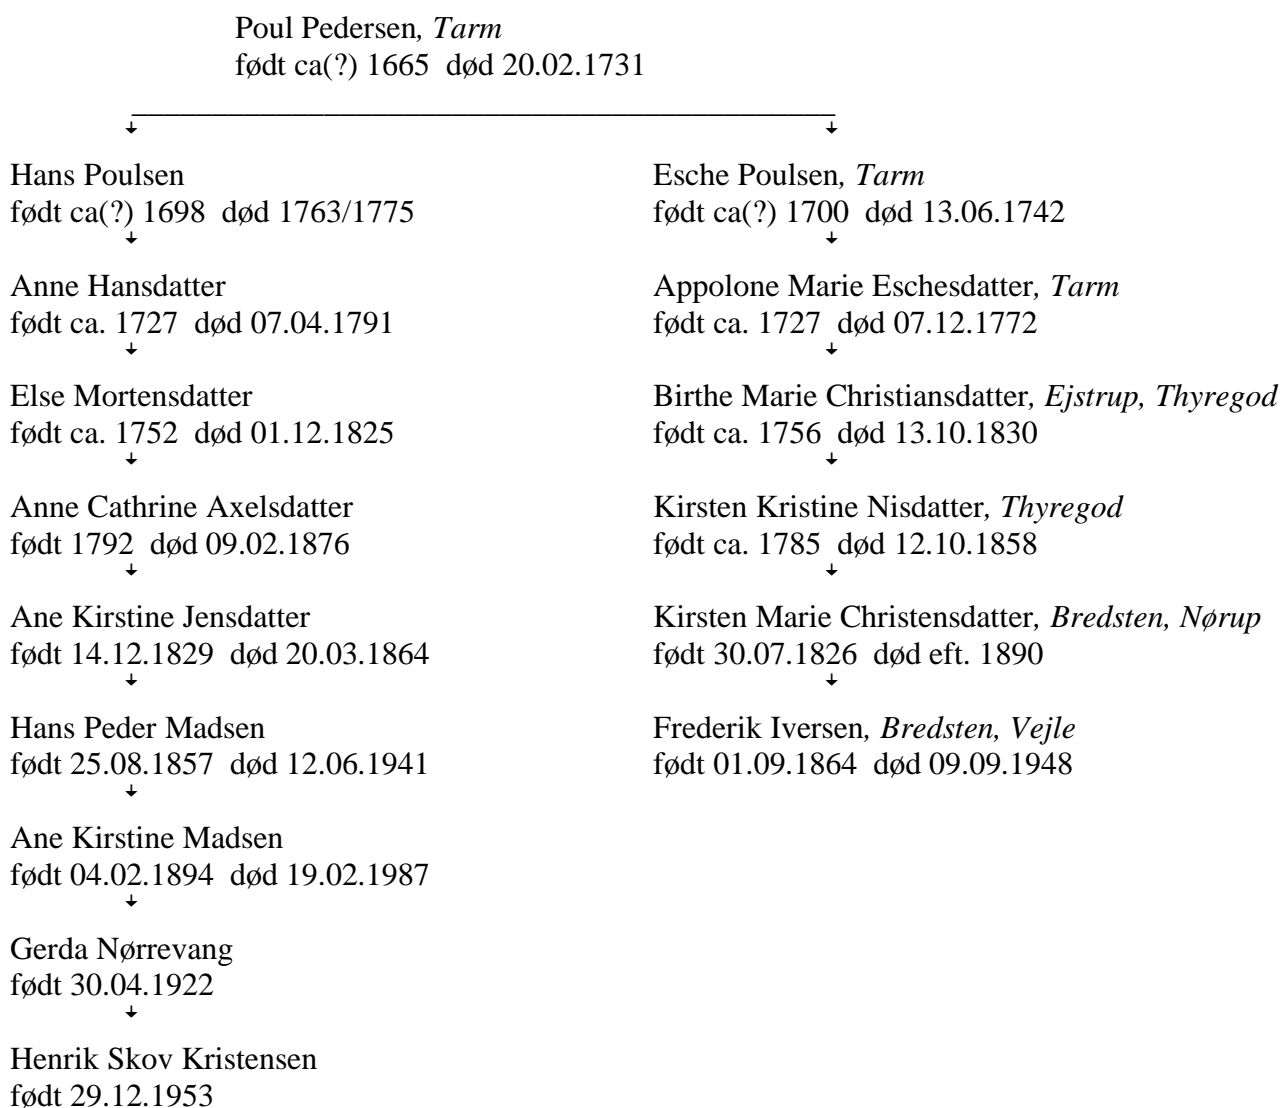 Poul Pedersen, Tarm
født ca(?) 1665 død 20.02.1731
Hans Poulsen
født ca(?) 1698 død 1763/1775
Esche Poulsen, Tarm
født ca(?) 1700 død 13.06.1742
Anne Hansdatter
født ca. 1727 død 07.04.1791
Appolone Marie Eschesdatter, Tarm
født ca. 1727 død 07.12.1772
Else Mortensdatter
født ca. 1752 død 01.12.1825
Birthe Marie Christiansdatter, Ejstrup, Thyregod
født ca. 1756 død 13.10.1830
Anne Cathrine Axelsdatter
født 1792 død 09.02.1876
Kirsten Kristine Nisdatter, Thyregod
født ca. 1785 død 12.10.1858
Ane Kirstine Jensdatter
født 14.12.1829 død 20.03.1864
Kirsten Marie Christensdatter, Bredsten, Nørup
født 30.07.1826 død eft. 1890
Hans Peder Madsen
født 25.08.1857 død 12.06.1941
Frederik Iversen, Bredsten, Vejle
født 01.09.1864 død 09.09.1948
Ane Kirstine Madsen
født 04.02.1894 død 19.02.1987
Gerda Nørrevang
født 30.04.1922
Henrik Skov Kristensen
født 29.12.1953